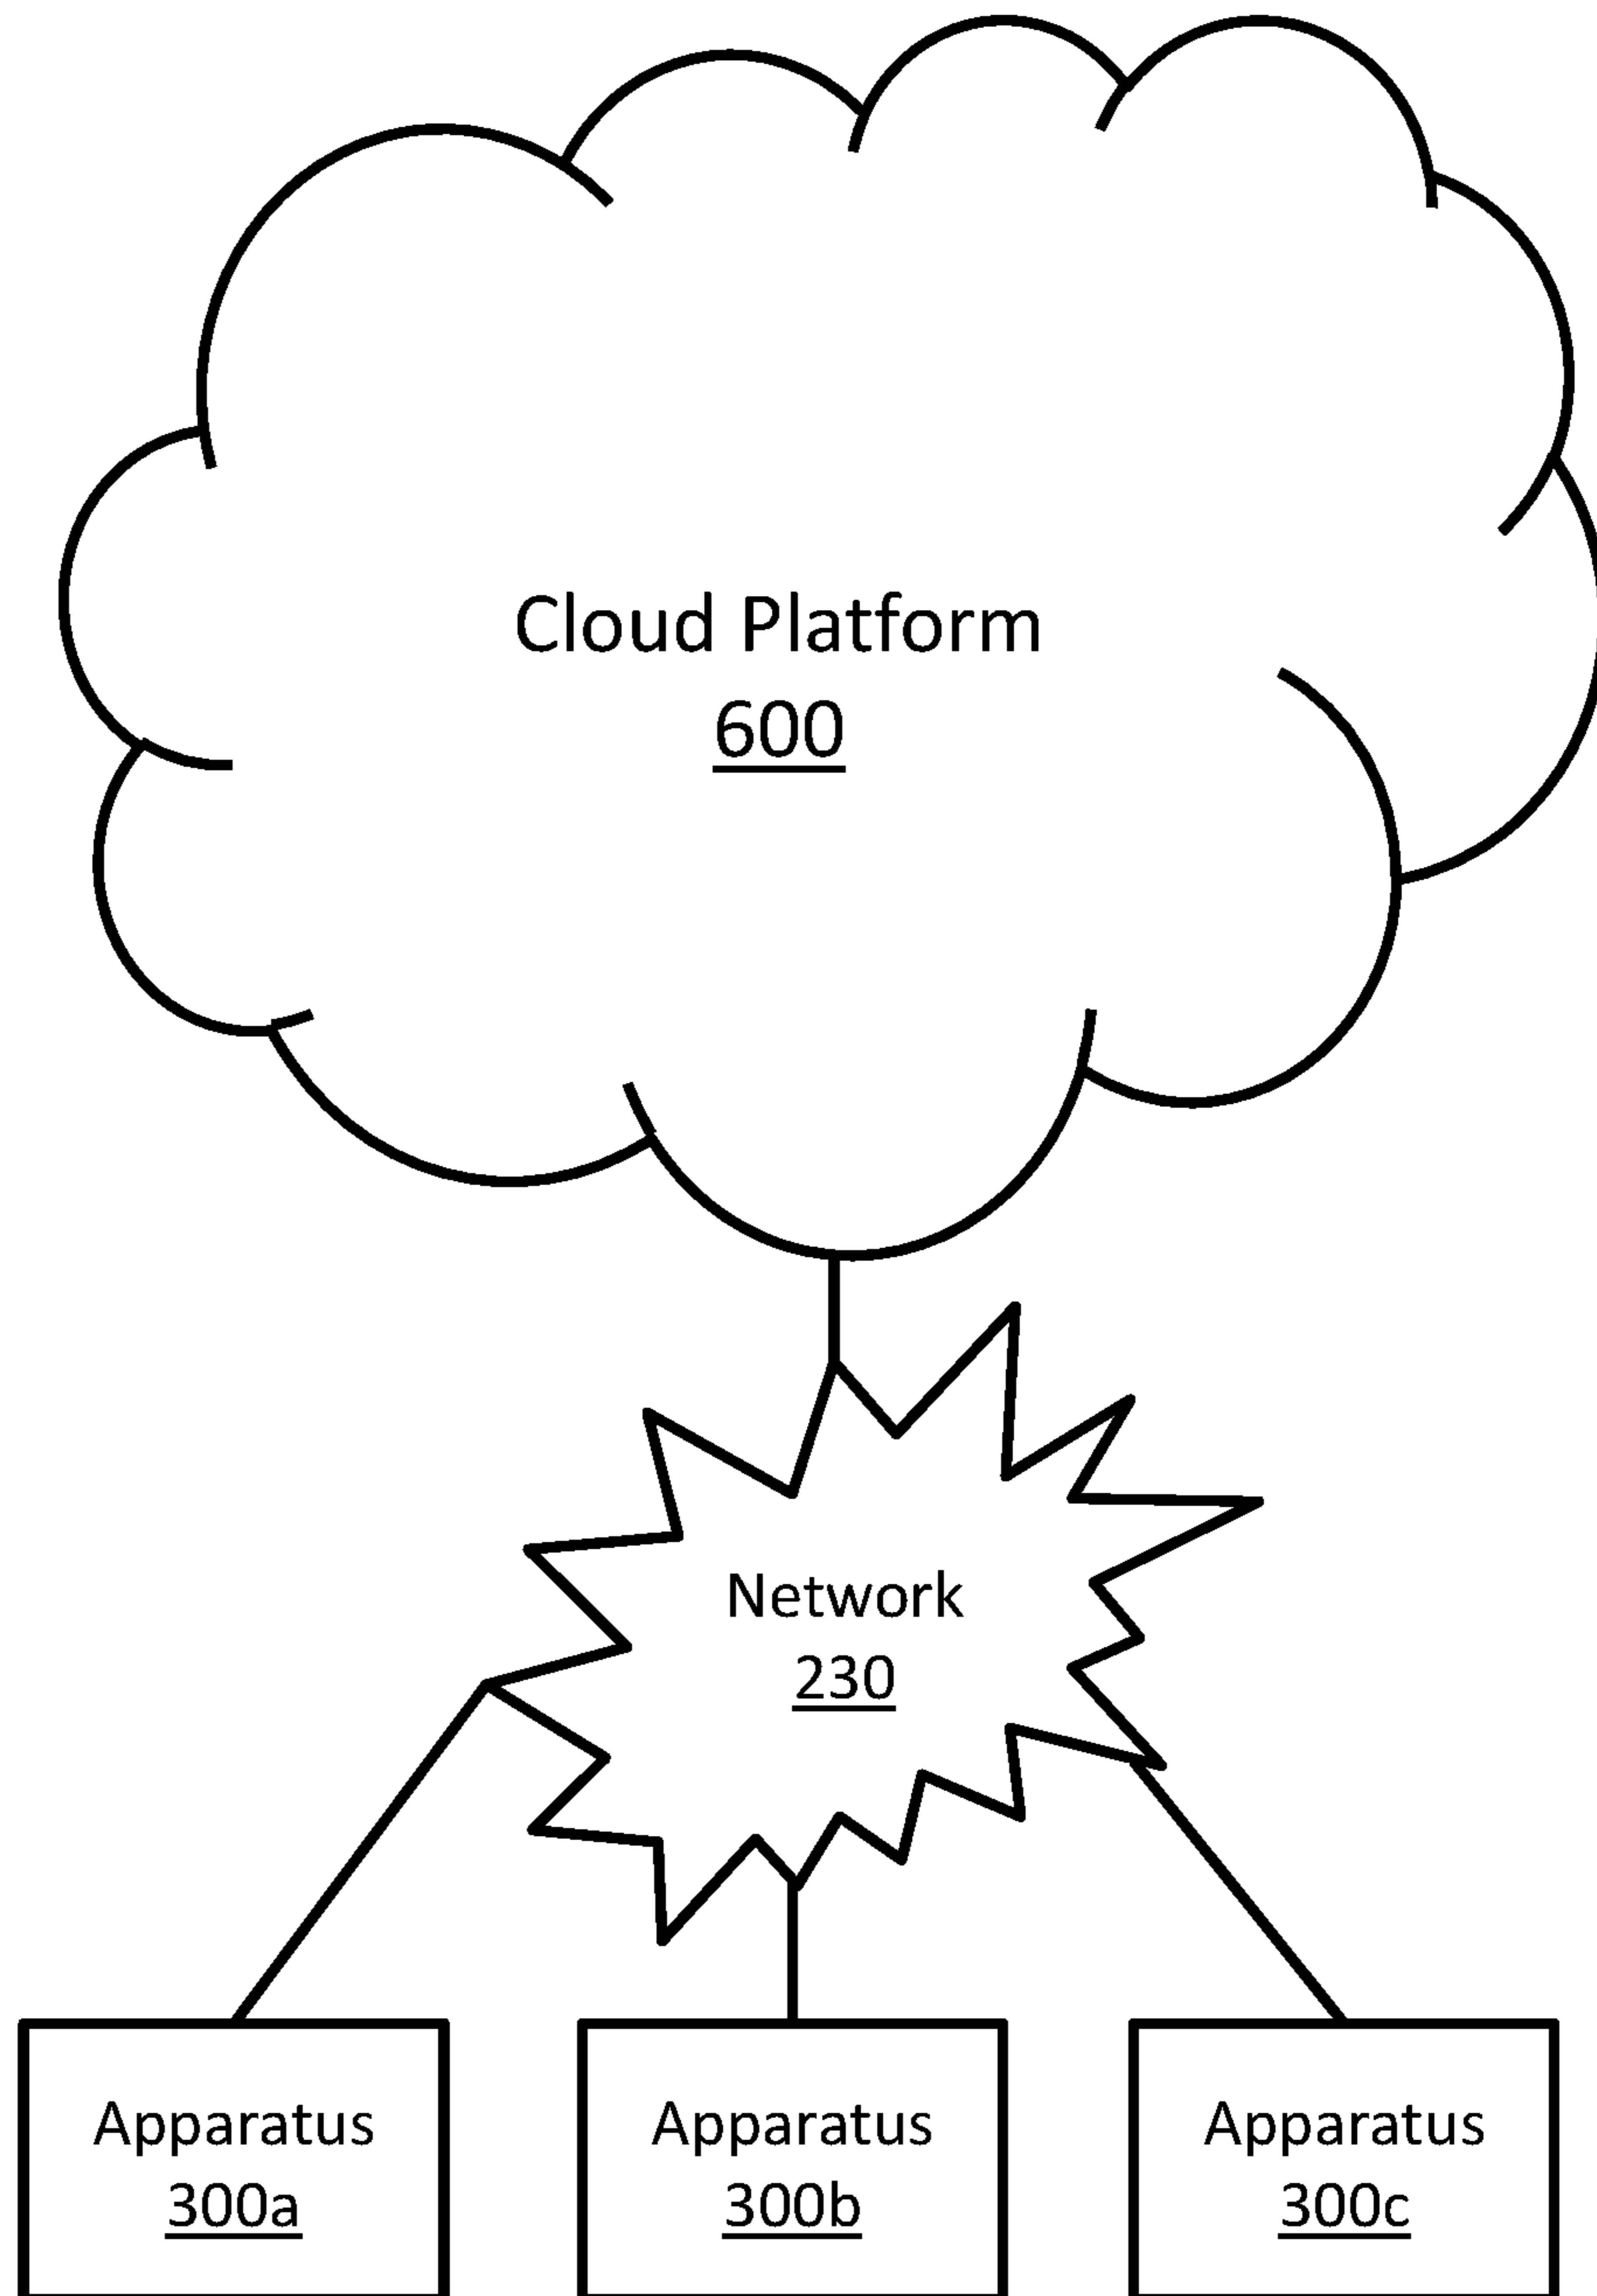 Cloud Platform
600
Network
230
Apparatus
300a
Apparatus
300b
Apparatus
300c